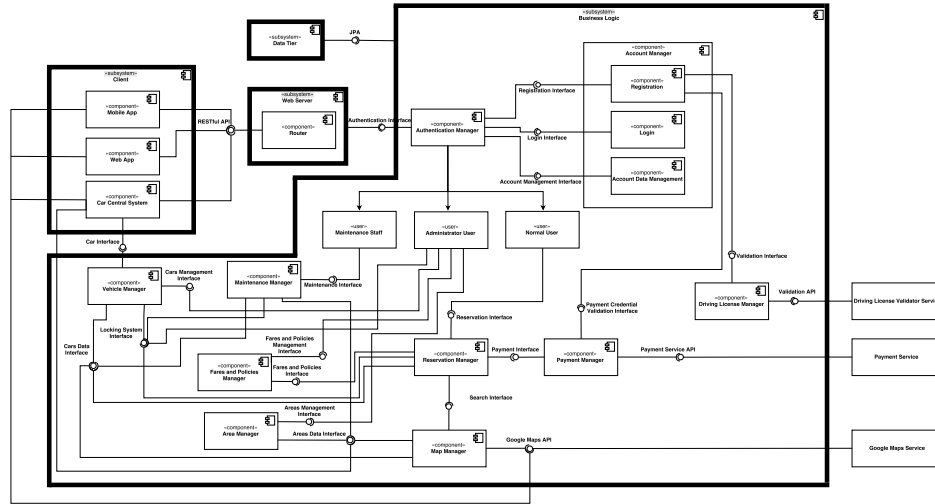 «subsystem»
Business Logic
«subsystem»
Data Tier
JPA
«subsystem»
Client
«component»
Mobile App
«component»
Web App
«component»
Car Central System
RESTful API
«subsystem»
Web Server
Router
Authentication Interface
«component»
Authentication Manager
«component»
Account Manager
Registration Interface
«component»
Registration
Login Interface
«component»
Login
Account Management Interface
«component»
Account Data Management
«user»
Maintenance Staff
«user»
Administrator User
«user»
Normal User
Car Interface
«component»
Vehicle Manager
Cars Management
Interface
«component»
Maintenance Manager
Maintenance Interface
Validation Interface
«component»
Driving License Manager
Validation API
Driving License Validator Servi
Cars Data
Interface
Locking System
Interface
Fares and Policies
Management
Interface
Reservation Interface
Payment Credential
Validation Interface
«component»
Fares and Policies
Manager
Fares and Policies
Interface
«component»
Reservation Manager
Payment Interface
«component»
Payment Manager
Payment Service API
Payment Service
Search Interface
«component»
Area Manager
Areas Management
Interface
Areas Data Interface
«component»
Map Manager
Google Maps API
Google Maps Service